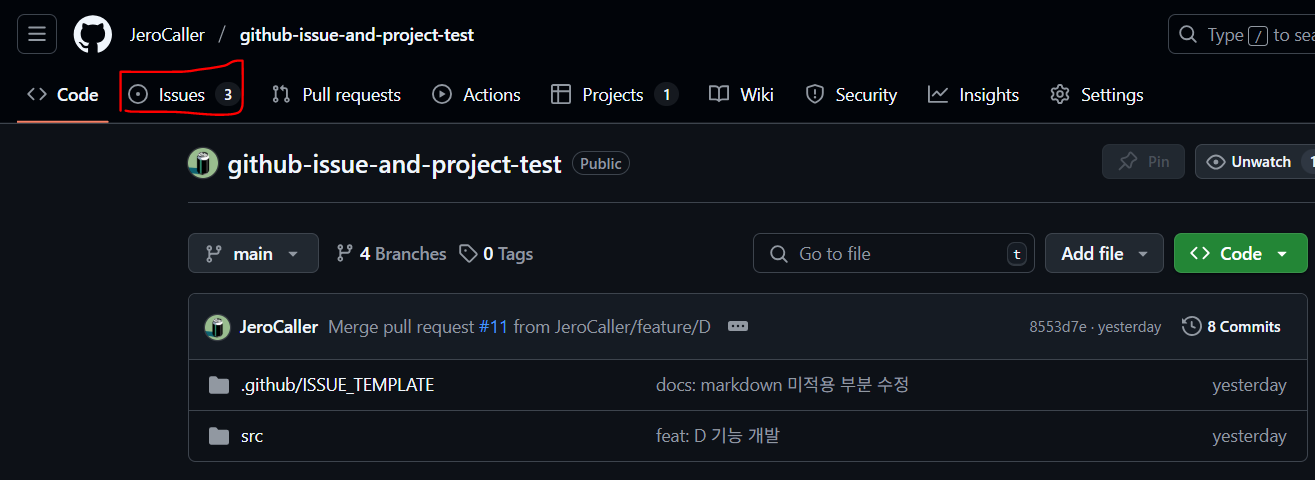 JeroCaller / github-issue-and-project-test
Type / to sea
Code Issues 3 Pull requests Actions Projects 1 Wiki Security Insights Settings
github-issue-and-project-test Public
Pin Unwatch 1
main 4 Branches 0 Tags Go to file t Add file Code
JeroCaller Merge pull request #11 from JeroCaller/feature/D 8553d7e · yesterday 8 Commits
.github/ISSUE_TEMPLATE docs: markdown 미적용 부분 수정 yesterday
src feat: D 기능 개발 yesterday